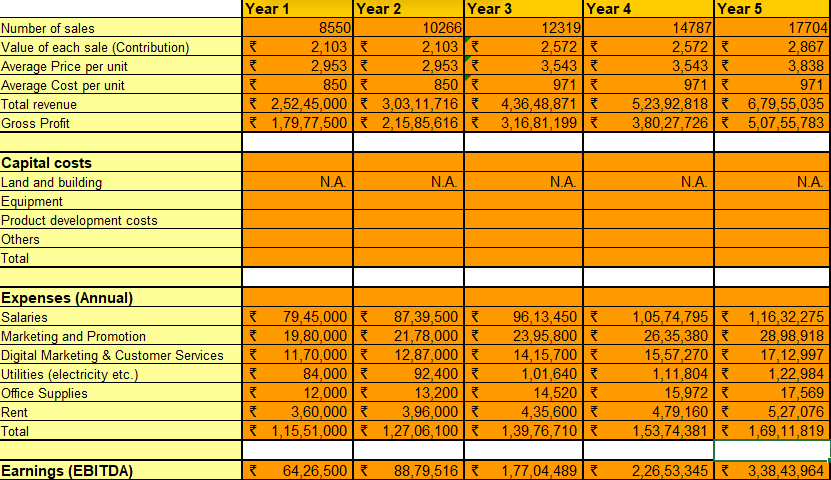 Year 1 Year 2 Year 3 Year 4 Year 5
Number of sales 8550 10266 12319 14787 17704
Value of each sale (Contribution) ₹ 2,103 ₹ 2,103 ₹ 2,572 ₹ 2,572 ₹ 2,867
Average Price per unit ₹ 2,953 ₹ 2,953 ₹ 3,543 ₹ 3,543 ₹ 3,838
Average Cost per unit ₹ 850 ₹ 850 ₹ 971 ₹ 971 ₹ 971
Total revenue ₹ 2,52,45,000 ₹ 3,03,11,716 ₹ 4,36,48,871 ₹ 5,23,92,818 ₹ 6,79,55,035
Gross Profit ₹ 1,79,77,500 ₹ 2,15,85,616 ₹ 3,16,81,199 ₹ 3,80,27,726 ₹ 5,07,55,783
Capital costs
Land and building N.A. N.A. N.A. N.A. N.A.
Equipment
Product development costs
Others
Total
Expenses (Annual)
Salaries ₹ 79,45,000 ₹ 87,39,500 ₹ 96,13,450 ₹ 1,05,74,795 ₹ 1,16,32,275
Marketing and Promotion ₹ 19,80,000 ₹ 21,78,000 ₹ 23,95,800 ₹ 26,35,380 ₹ 28,98,918
Digital Marketing & Customer Services ₹ 11,70,000 ₹ 12,87,000 ₹ 14,15,700 ₹ 15,57,270 ₹ 17,12,997
Utilities (electricity etc.) ₹ 84,000 ₹ 92,400 ₹ 1,01,640 ₹ 1,11,804 ₹ 1,22,984
Office Supplies ₹ 12,000 ₹ 13,200 ₹ 14,520 ₹ 15,972 ₹ 17,569
Rent ₹ 3,60,000 ₹ 3,96,000 ₹ 4,35,600 ₹ 4,79,160 ₹ 5,27,076
Total ₹ 1,15,51,000 ₹ 1,27,06,100 ₹ 1,39,76,710 ₹ 1,53,74,381 ₹ 1,69,11,819
Earnings (EBITDA) ₹ 64,26,500 ₹ 88,79,516 ₹ 1,77,04,489 ₹ 2,26,53,345 ₹ 3,38,43,964